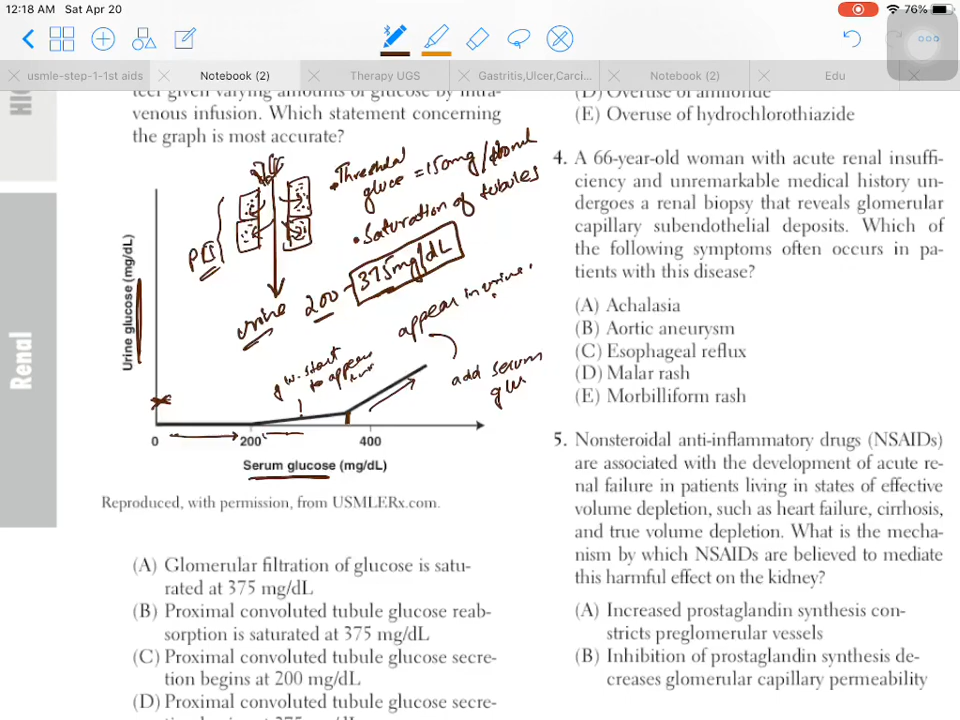 12:18 AM Sat Apr 20
76%
usmle-step-1-1st aids
Notebook (2)
Therapy UGS
Gastritis,Ulcer,Carci...
Notebook (2)
Edu
Renal
teer given varying amounts of glucose by intra-
venous infusion. Which statement concerning
the graph is most accurate?
• Threshold
= 150mg/
• Saturation of tubules
200 - 375mg/dL
urine
appear in urine.
start
to appear
add serum
Urine glucose (mg/dL)
0
200
400
Serum glucose (mg/dL)
Reproduced, with permission, from USMLERx.com.
(A) Glomerular filtration of glucose is satu-
rated at 375 mg/dL
(B) Proximal convoluted tubule glucose reab-
sorption is saturated at 375 mg/dL
(C) Proximal convoluted tubule glucose secre-
tion begins at 200 mg/dL
(D) Proximal convoluted tubule glucose secre-
(D) Overuse of amiloride
(E) Overuse of hydrochlorothiazide
4. A 66-year-old woman with acute renal insuffi-
ciency and unremarkable medical history un-
dergoes a renal biopsy that reveals glomerular
capillary subendothelial deposits. Which of
the following symptoms often occurs in pa-
tients with this disease?
(A) Achalasia
(B) Aortic aneurysm
(C) Esophageal reflux
(D) Malar rash
(E) Morbilliform rash
5. Nonsteroidal anti-inflammatory drugs (NSAIDs)
are associated with the development of acute re-
nal failure in patients living in states of effective
volume depletion, such as heart failure, cirrhosis,
and true volume depletion. What is the mecha-
nism by which NSAIDs are believed to mediate
this harmful effect on the kidney?
(A) Increased prostaglandin synthesis con-
stricts preglomerular vessels
(B) Inhibition of prostaglandin synthesis de-
creases glomerular capillary permeability